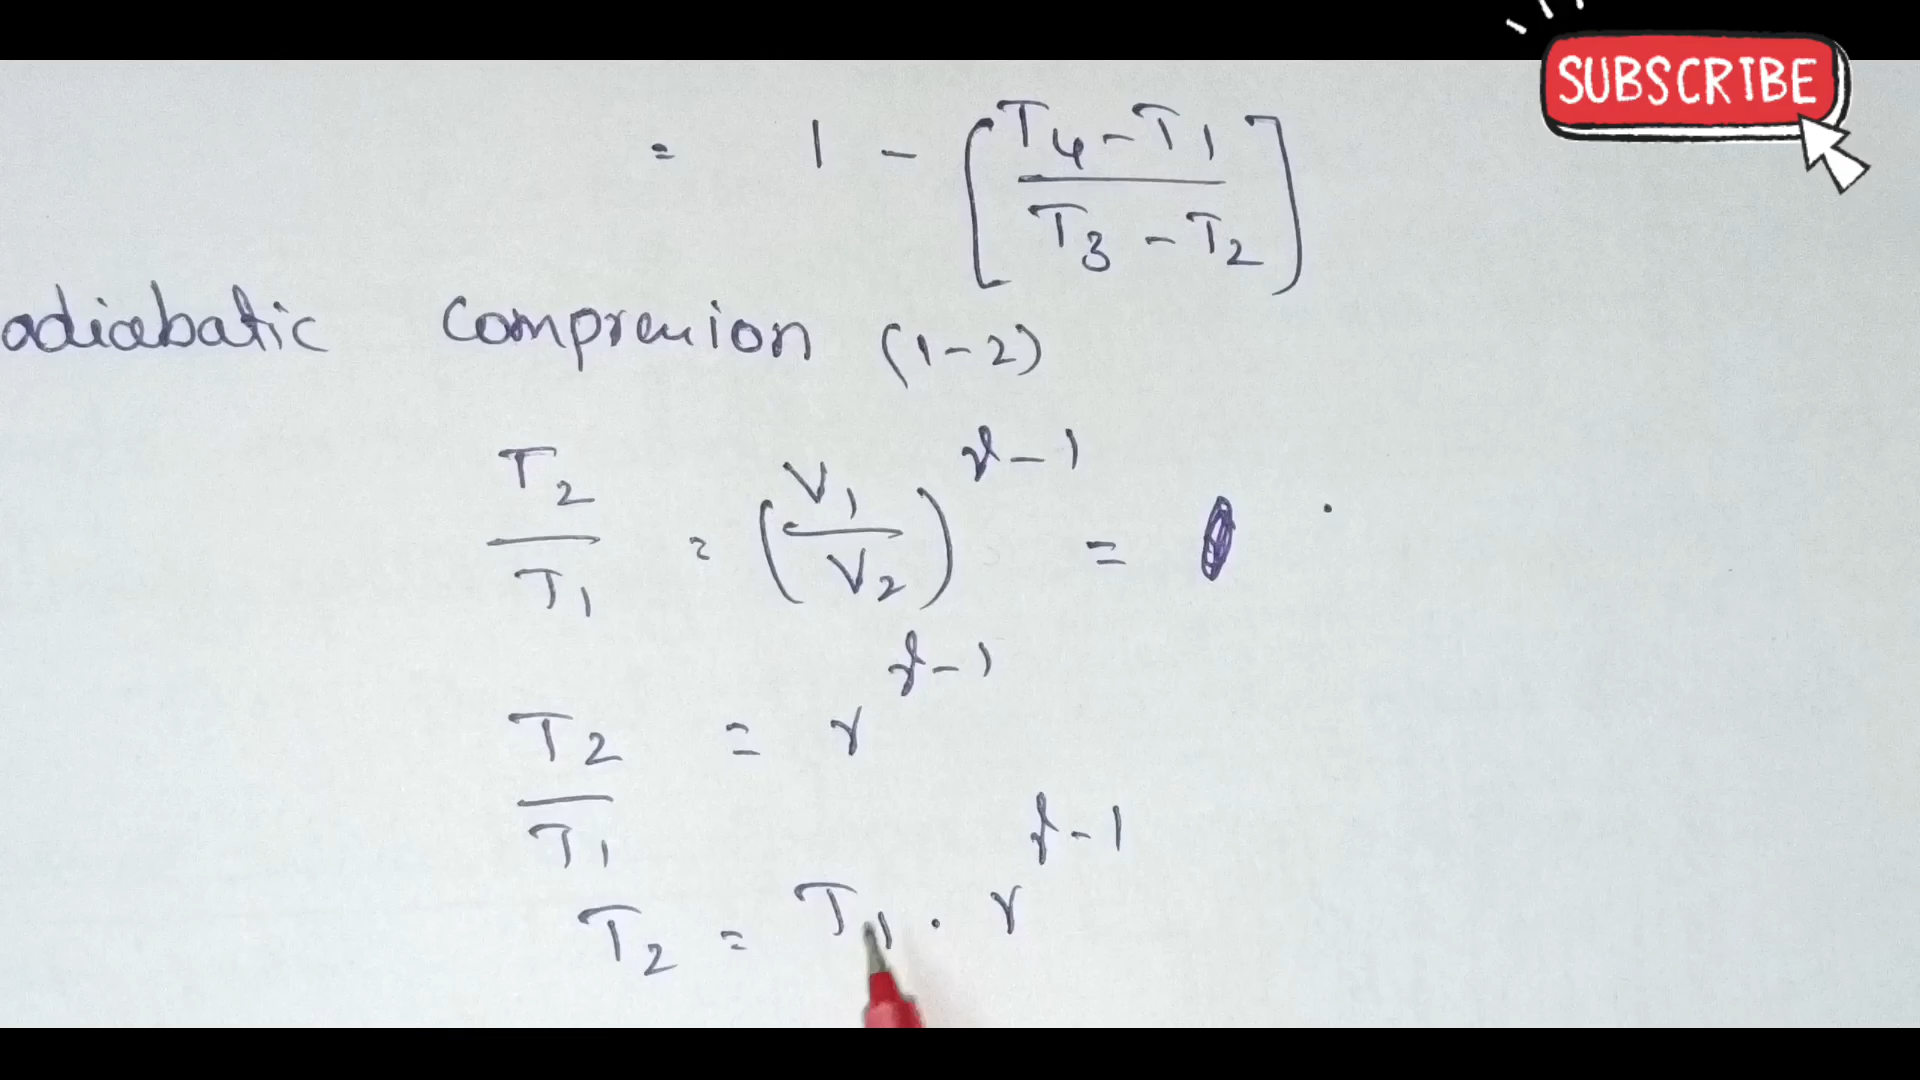 SUBSCRIBE
= 1 - [T4 - T1 / T3 - T2]
adiabatic compression (1-2)
T2/T1 = (V1/V2)^γ-1 =
T2/T1 = r^γ-1
T2 = T1 . r^γ-1